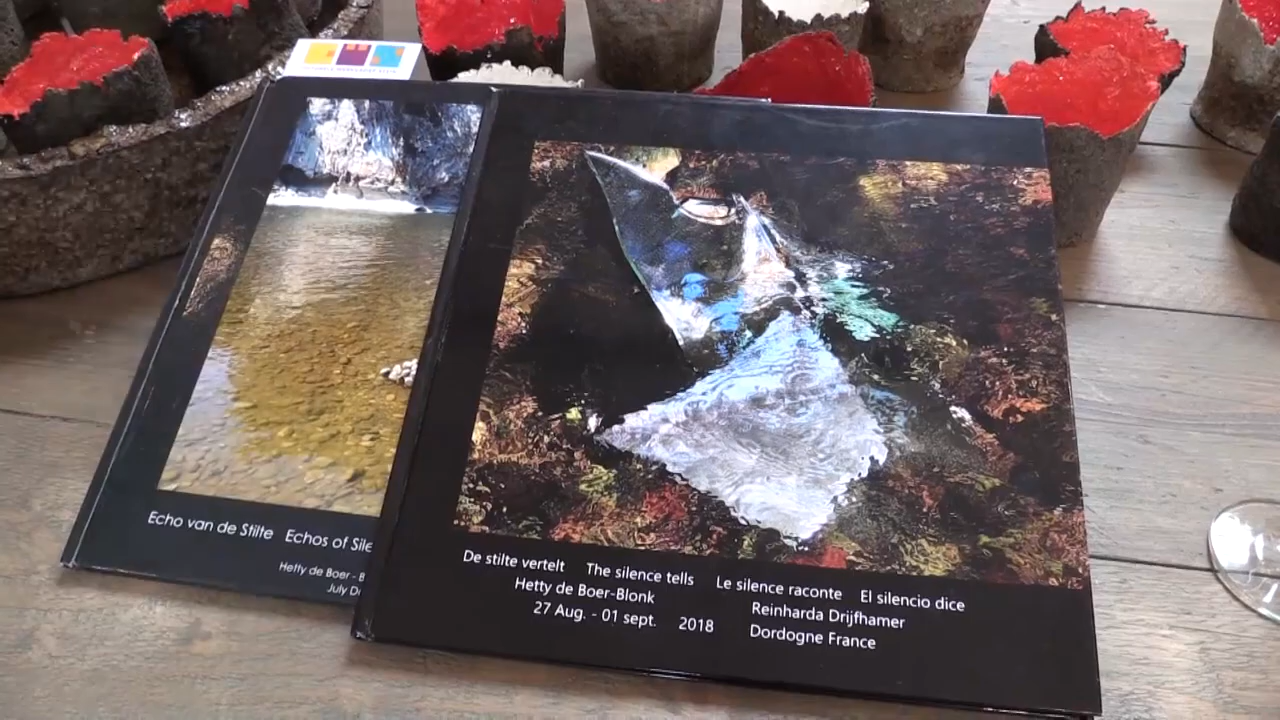 Echo van de Stilte Echos of Sile
Hetty de Boer - B
July D
De stilte vertelt The silence tells Le silence raconte El silencio dice
Hetty de Boer-Blonk Reinharda Drijfhamer
27 Aug. - 01 sept. 2018 Dordogne France